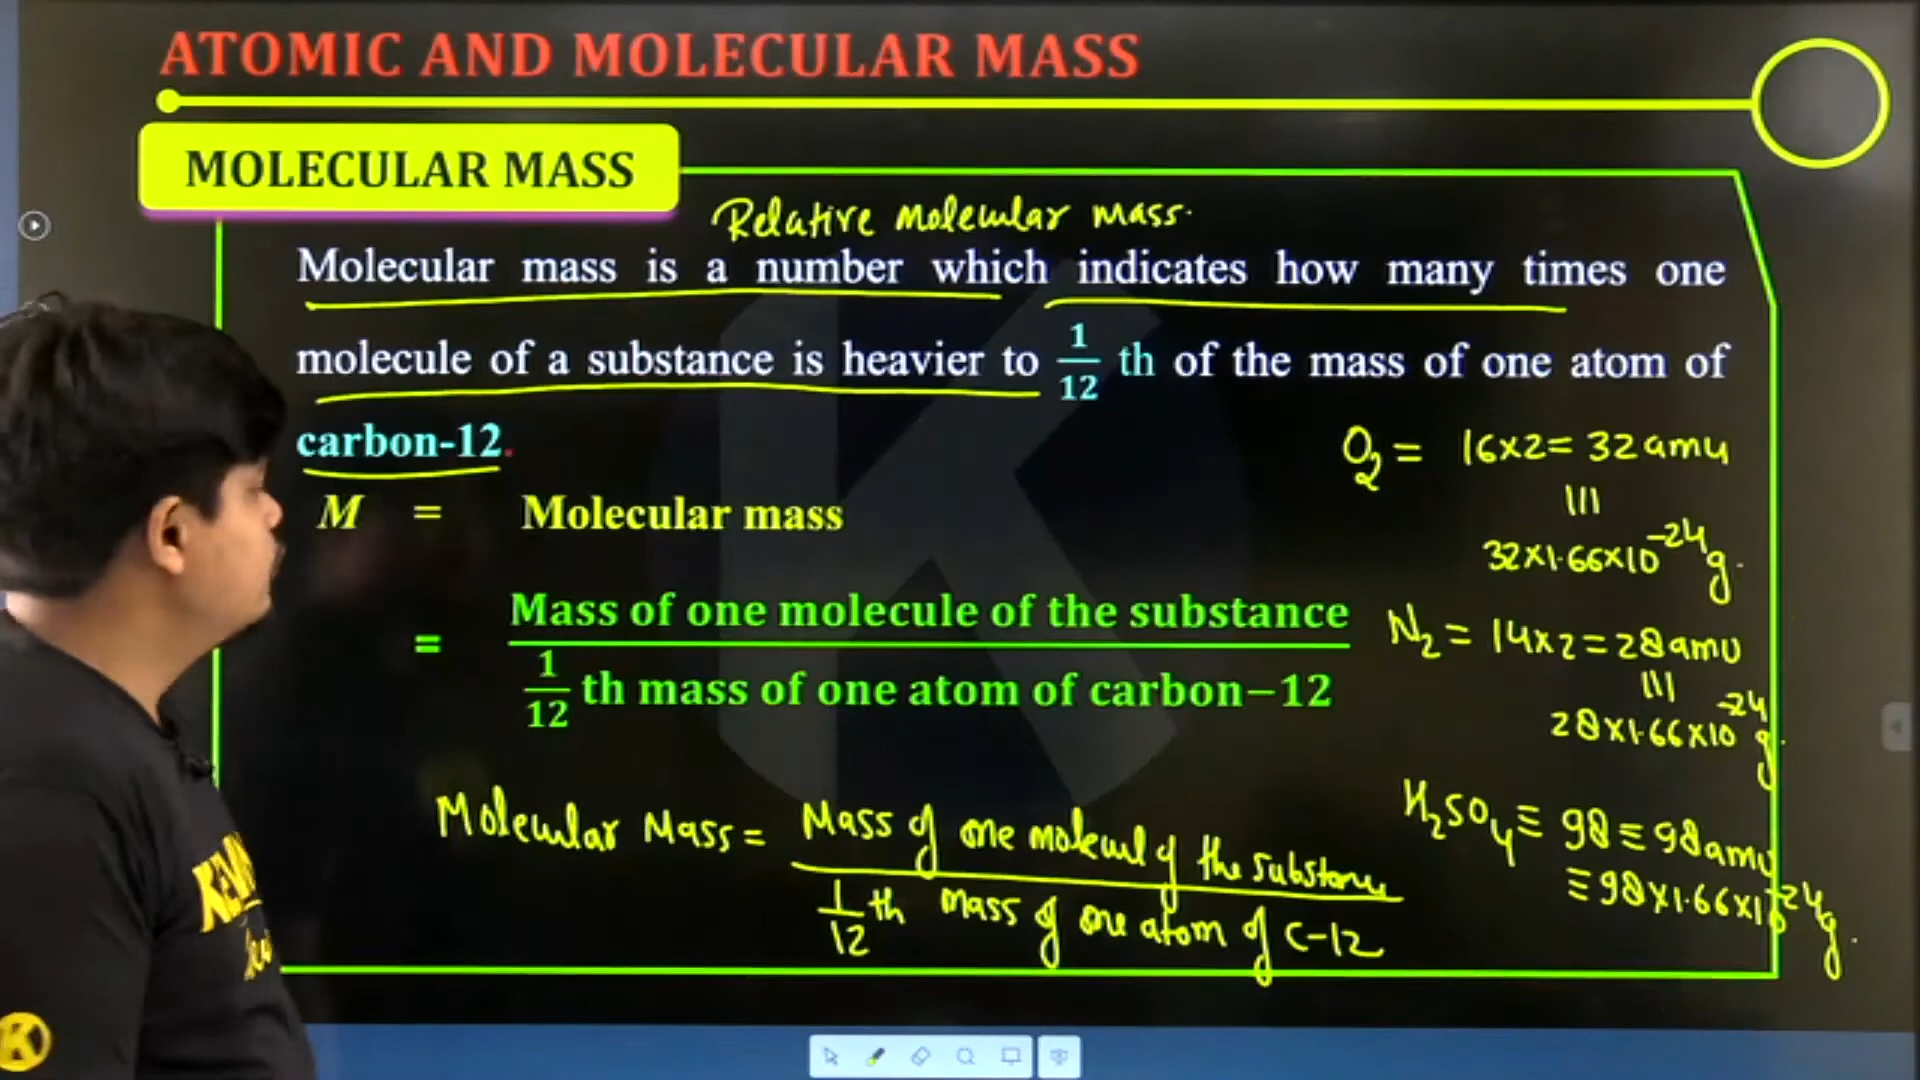 ATOMIC AND MOLECULAR MASS
MOLECULAR MASS
Relative molecular mass.
Molecular mass is a number which indicates how many times one
molecule of a substance is heavier to 1/12 th of the mass of one atom of
carbon-12.
O2 = 16×2 = 32 amu
|||
32×1.66×10^-24 g.
M = Molecular mass
= Mass of one molecule of the substance
1/12 th mass of one atom of carbon−12
N2 = 14×2 = 28 amu
|||
28×1.66×10^-24 g.
Molecular Mass = Mass of one molecul of the substance
1/12 th mass of one atom of C-12
H2SO4 ≡ 98 ≡ 98 amu
≡ 98×1.66×10^-24 g.
K